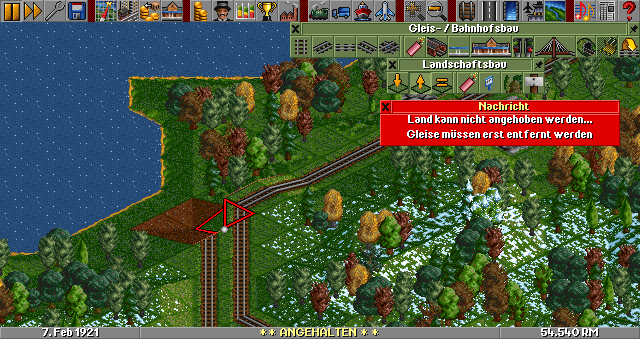 Gleis- / Bahnhofsbau
Landschaftsbau
Nachricht
Land kann nicht angehoben werden...
Gleise müssen erst entfernt werden
7. Feb 1921
* * ANGEHALTEN * *
54.540 RM